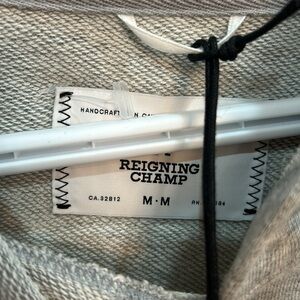 HANDCRAFT
REIGNING
CHAMP
CA.32812 M·M